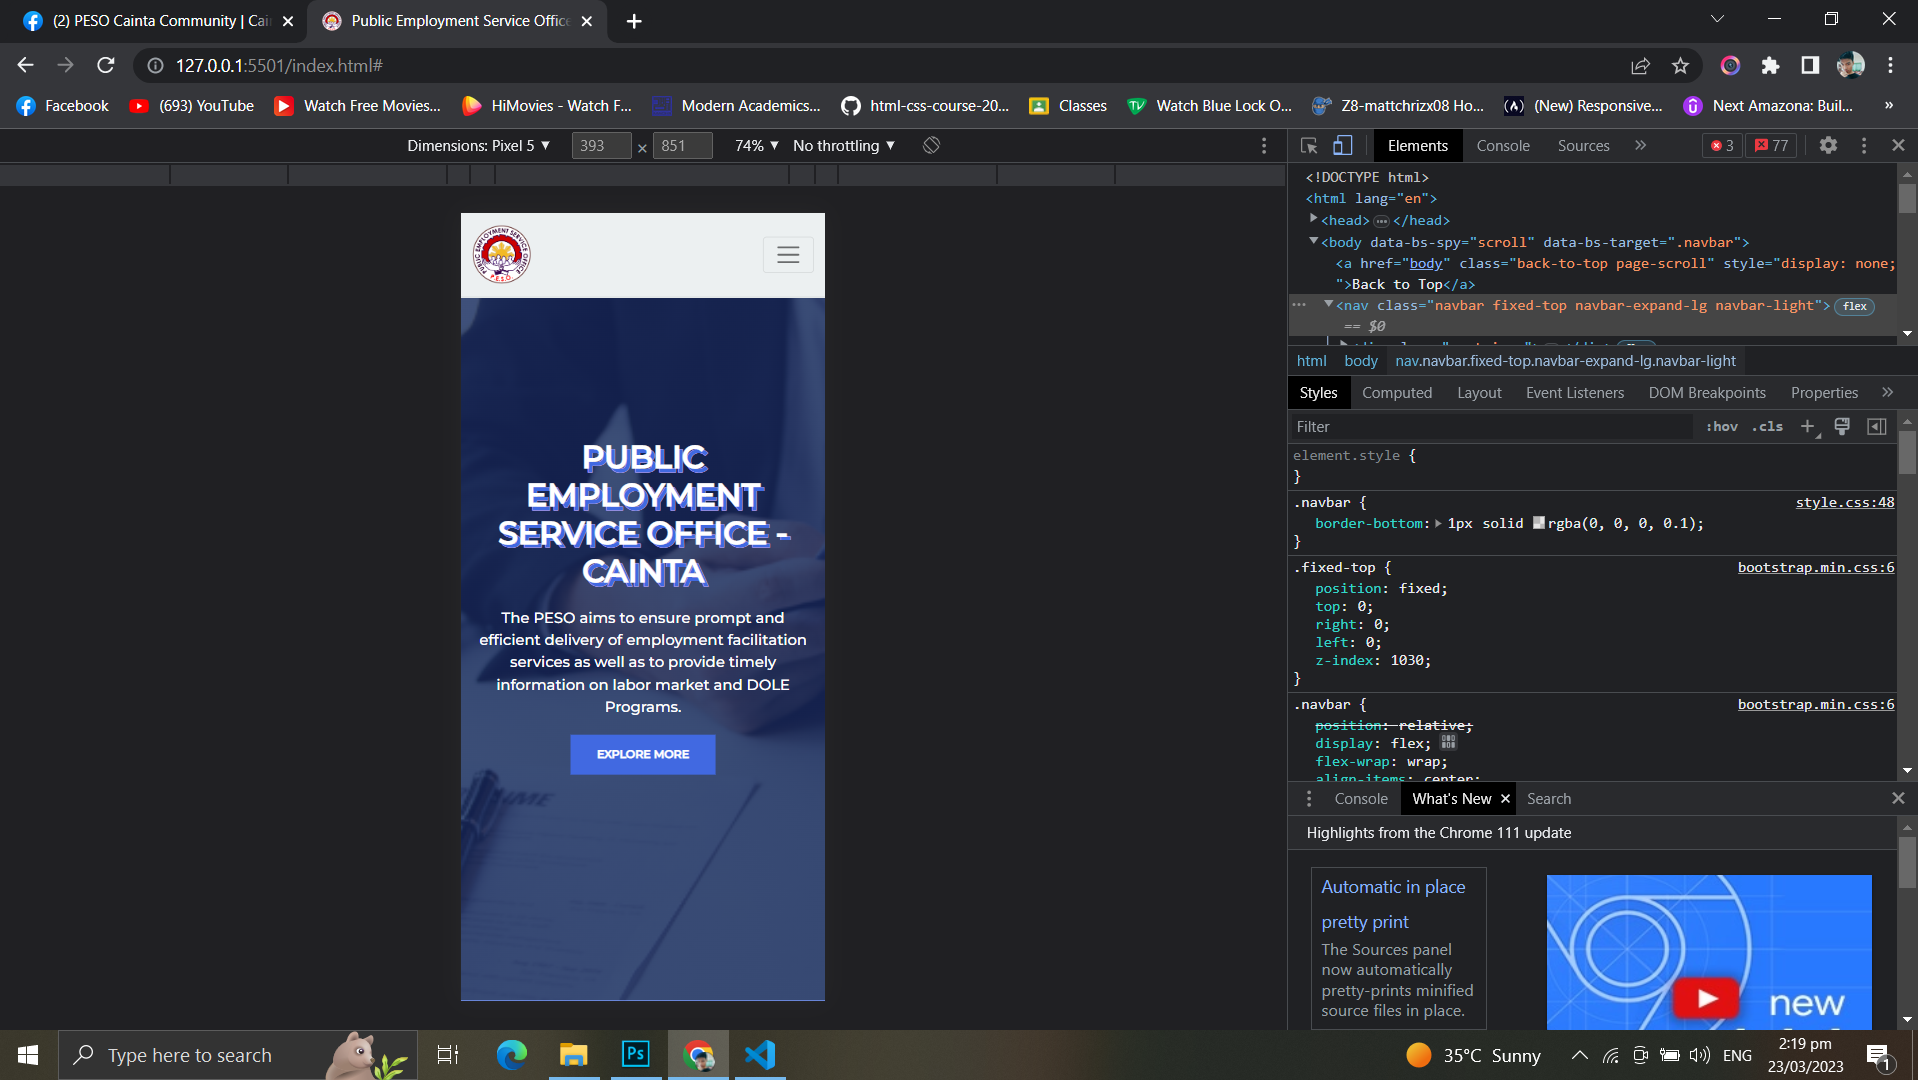 (2) PESO Cainta Community | Cai
Public Employment Service Office
127.0.0.1:5501/index.html#
Facebook
(693) YouTube
Watch Free Movies...
HiMovies - Watch F...
Modern Academics...
html-css-course-20...
Classes
Watch Blue Lock O...
Z8-matchrizx08 Ho...
(New) Responsive...
Next Amazona: Buil...
»
Dimensions: Pixel 5 ▼
393 × 851
74% ▼
No throttling ▼
Elements
Console
Sources
»
3
77
<!DOCTYPE html>
<html lang="en">
<head> </head>
<body data-bs-spy="scroll" data-bs-target=".navbar">
<a href="body" class="back-to-top page-scroll" style="display: none;
">Back to Top</a>
<nav class="navbar fixed-top navbar-expand-lg navbar-light"> flex
== $0
html body nav.navbar.fixed-top.navbar-expand-lg.navbar-light
Styles Computed Layout Event Listeners DOM Breakpoints Properties »
Filter :hov .cls
element.style {
}
.navbar { style.css:48
border-bottom: 1px solid rgba(0, 0, 0, 0.1);
}
.fixed-top { bootstrap.min.css:6
position: fixed;
top: 0;
right: 0;
left: 0;
z-index: 1030;
}
.navbar { bootstrap.min.css:6
position: relative;
display: flex;
flex-wrap: wrap;
align-items: center;
Console What's New × Search
Highlights from the Chrome 111 update
Automatic in place
pretty print
The Sources panel
now automatically
pretty-prints minified
source files in place.
new
PUBLIC EMPLOYMENT SERVICE OFFICE
P.E.S.O.
PUBLIC
EMPLOYMENT
SERVICE OFFICE -
CAINTA
The PESO aims to ensure prompt and
efficient delivery of employment facilitation
services as well as to provide timely
information on labor market and DOLE
Programs.
EXPLORE MORE
Type here to search
Ps
35°C Sunny
ENG
2:19 pm
23/03/2023
1